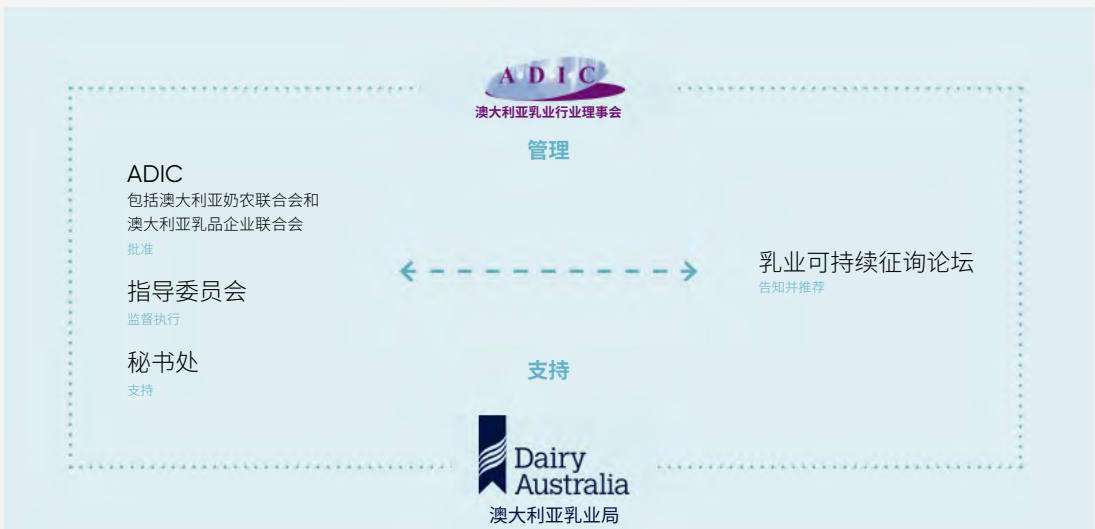 ADIC
澳大利亚乳业行业理事会
管理
ADIC
包括澳大利亚奶农联合会和
澳大利亚乳品企业联合会
批准
指导委员会
监督执行
秘书处
支持
乳业可持续征询论坛
告知并推荐
支持
Dairy
Australia
澳大利亚乳业局